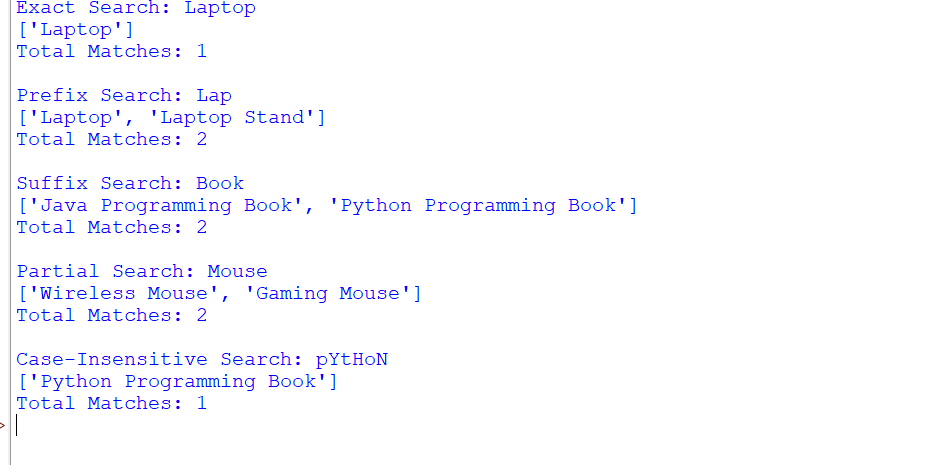 Exact Search: Laptop
['Laptop']
Total Matches: 1
Prefix Search: Lap
['Laptop', 'Laptop Stand']
Total Matches: 2
Suffix Search: Book
['Java Programming Book', 'Python Programming Book']
Total Matches: 2
Partial Search: Mouse
['Wireless Mouse', 'Gaming Mouse']
Total Matches: 2
Case-Insensitive Search: pYtHoN
['Python Programming Book']
Total Matches: 1
>